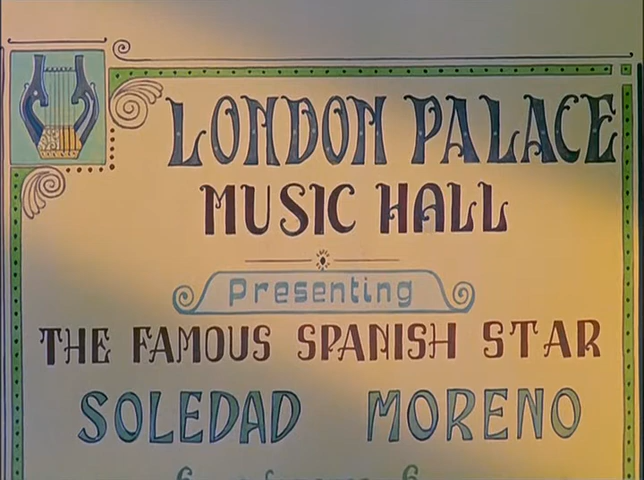 LONDON PALACE
MUSIC HALL
Presenting
THE FAMOUS SPANISH STAR
SOLEDAD MORENO